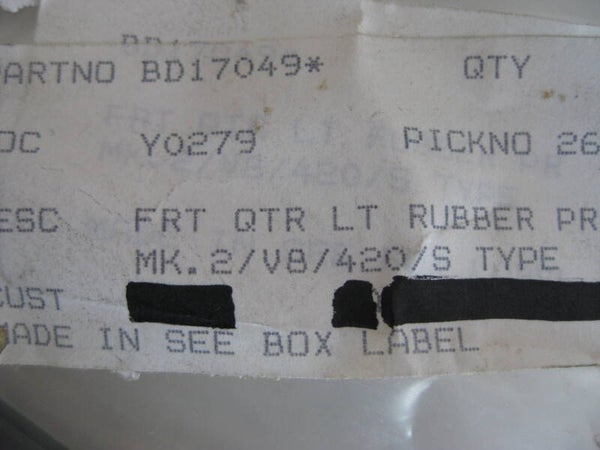 PARTNO BD17049* QTY
OC Y0279 PICKNO 26
ESC FRT QTR LT RUBBER PR
MK.2/V8/420/S TYPE
CUST
MADE IN SEE BOX LABEL